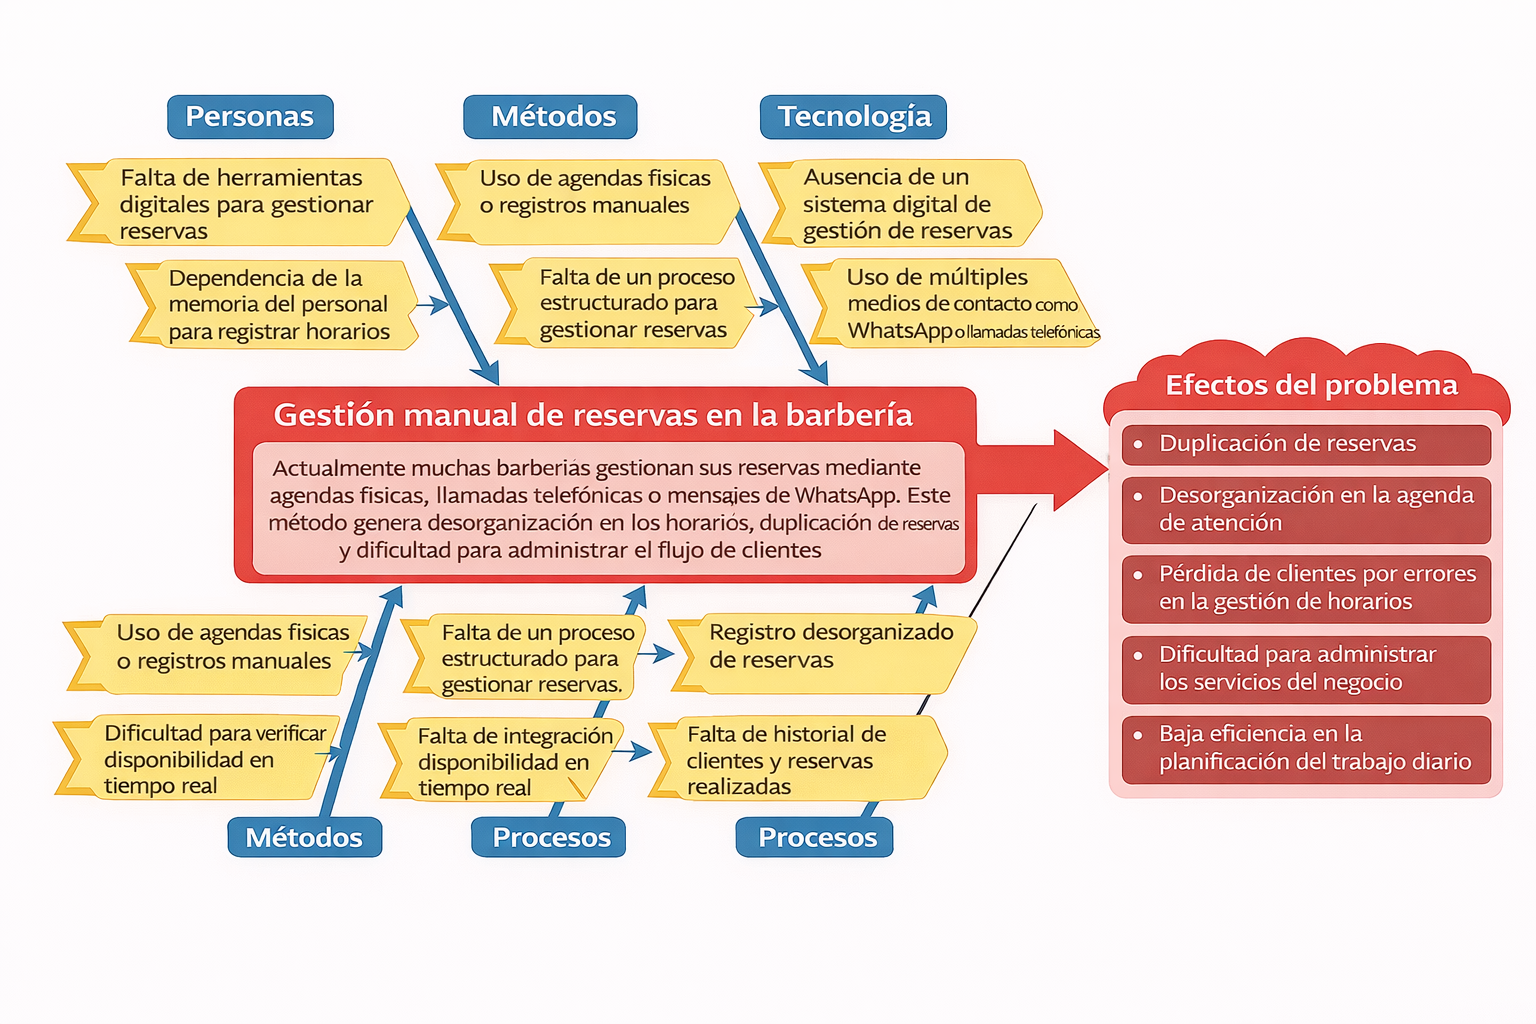 Personas
Métodos
Tecnología
Falta de herramientas
digitales para gestionar
reservas
Uso de agendas fisicas
o registros manuales
Ausencia de un
sistema digital de
gestión de reservas
Dependencia de la
memoria del personal
para registrar horarios
Falta de un proceso
estructurado para
gestionar reservas
Uso de múltiples
medios de contacto como
WhatsApp o llamadas telefónicas
Gestión manual de reservas en la barbería
Actualmente muchas barberias gestionan sus reservas mediante
agendas fisicas, llamadas telefónicas o mensajes de WhatsApp. Este
método genera desorganización en los horarios, duplicación de reservas
y dificultad para administrar el flujo de clientes
Efectos del problema
• Duplicación de reservas
• Desorganización en la agenda
de atención
• Pérdida de clientes por errores
en la gestión de horarios
• Dificultad para administrar
los servicios del negocio
• Baja eficiencia en la
planificación del trabajo diario
Uso de agendas fisicas
o registros manuales
Falta de un proceso
estructurado para
gestionar reservas.
Registro desorganizado
de reservas
Dificultad para verificar
disponibilidad en
tiempo real
Falta de integración
disponibilidad en
tiempo real
Falta de historial de
clientes y reservas
realizadas
Métodos
Procesos
Procesos